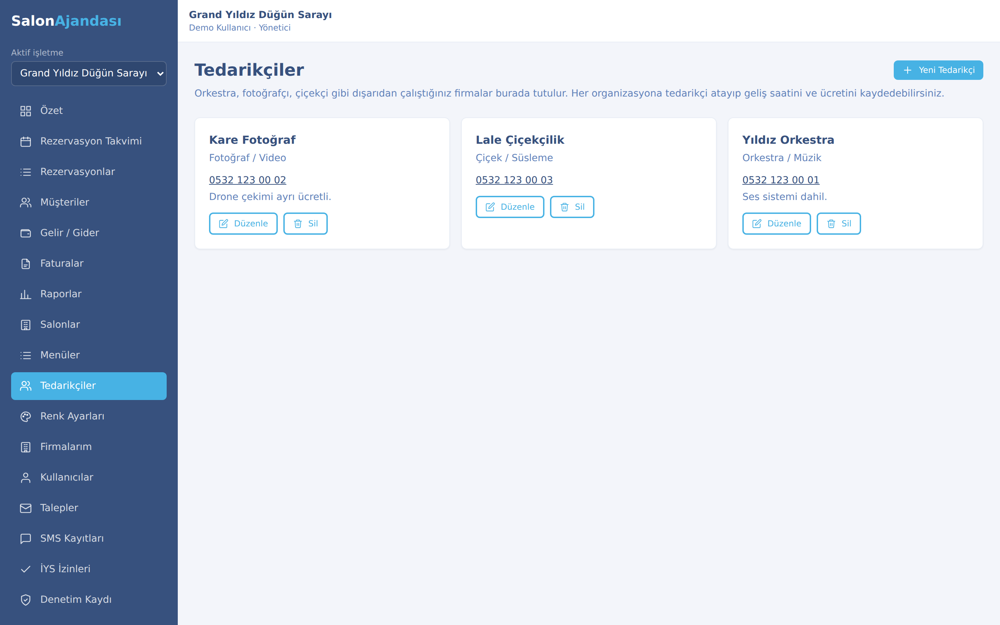 SalonAjandası
Aktif işletme
Grand Yıldız Düğün Sarayı
Özet
Rezervasyon Takvimi
Rezervasyonlar
Müşteriler
Gelir / Gider
Faturalar
Raporlar
Salonlar
Menüler
Tedarikçiler
Renk Ayarları
Firmalarım
Kullanıcılar
Talepler
SMS Kayıtları
İYS İzinleri
Denetim Kaydı
Grand Yıldız Düğün Sarayı
Demo Kullanıcı · Yönetici
Tedarikçiler
Yeni Tedarikçi
Orkestra, fotoğrafçı, çiçekçi gibi dışarıdan çalıştığınız firmalar burada tutulur. Her organizasyona tedarikçi atayıp geliş saatini ve ücretini kaydedebilirsiniz.
Kare Fotoğraf
Fotoğraf / Video
0532 123 00 02
Drone çekimi ayrı ücretli.
Düzenle
Sil
Lale Çiçekçilik
Çiçek / Süsleme
0532 123 00 03
Düzenle
Sil
Yıldız Orkestra
Orkestra / Müzik
0532 123 00 01
Ses sistemi dahil.
Düzenle
Sil